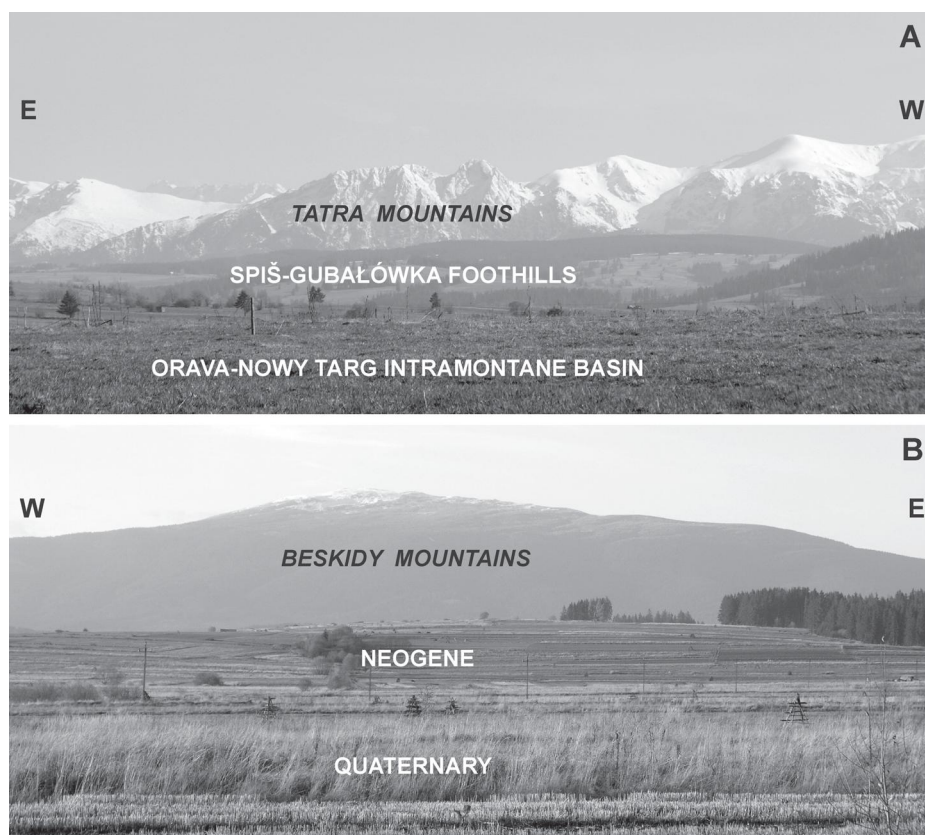 A
E
W
TATRA MOUNTAINS
SPIŠ-GUBAŁÓWKA FOOTHILLS
ORAVA-NOWY TARG INTRAMONTANE BASIN
B
W
E
BESKIDY MOUNTAINS
NEOGENE
QUATERNARY